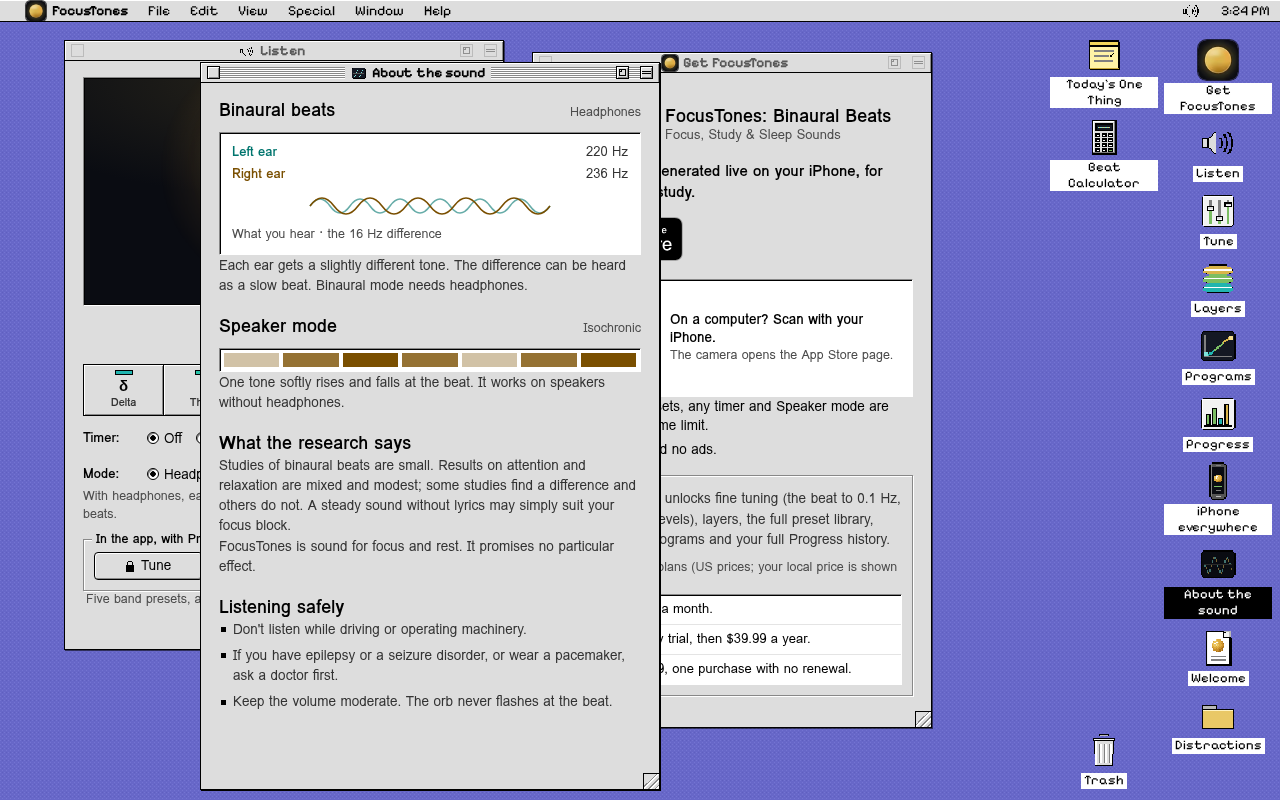 FocusTones File Edit View Special Window Help 3:24 PM
Listen
δ
Delta
Timer:
Off
Mode:
With headphones, ea
beats.
In the app, with Pr
Tune
Five band presets, a
About the sound
Binaural beats
Headphones
Left ear 220 Hz
Right ear 236 Hz
What you hear · the 16 Hz difference
Each ear gets a slightly different tone. The difference can be heard
as a slow beat. Binaural mode needs headphones.
Speaker mode
Isochronic
One tone softly rises and falls at the beat. It works on speakers
without headphones.
What the research says
Studies of binaural beats are small. Results on attention and
relaxation are mixed and modest; some studies find a difference and
others do not. A steady sound without lyrics may simply suit your
focus block.
FocusTones is sound for focus and rest. It promises no particular
effect.
Listening safely
Don't listen while driving or operating machinery.
If you have epilepsy or a seizure disorder, or wear a pacemaker,
ask a doctor first.
Keep the volume moderate. The orb never flashes at the beat.
Get FocusTones
FocusTones: Binaural Beats
Focus, Study & Sleep Sounds
enerated live on your iPhone, for
study.
On a computer? Scan with your
iPhone.
The camera opens the App Store page.
ets, any timer and Speaker mode are
me limit.
d no ads.
unlocks fine tuning (the beat to 0.1 Hz,
evels), layers, the full preset library,
ograms and your full Progress history.
plans (US prices; your local price is shown
a month.
y trial, then $39.99 a year.
9, one purchase with no renewal.
Today's One
Thing
Beat
Calculator
Get
FocusTones
Listen
Tune
Layers
Programs
Progress
iPhone
everywhere
About the
sound
Welcome
Distractions
Trash